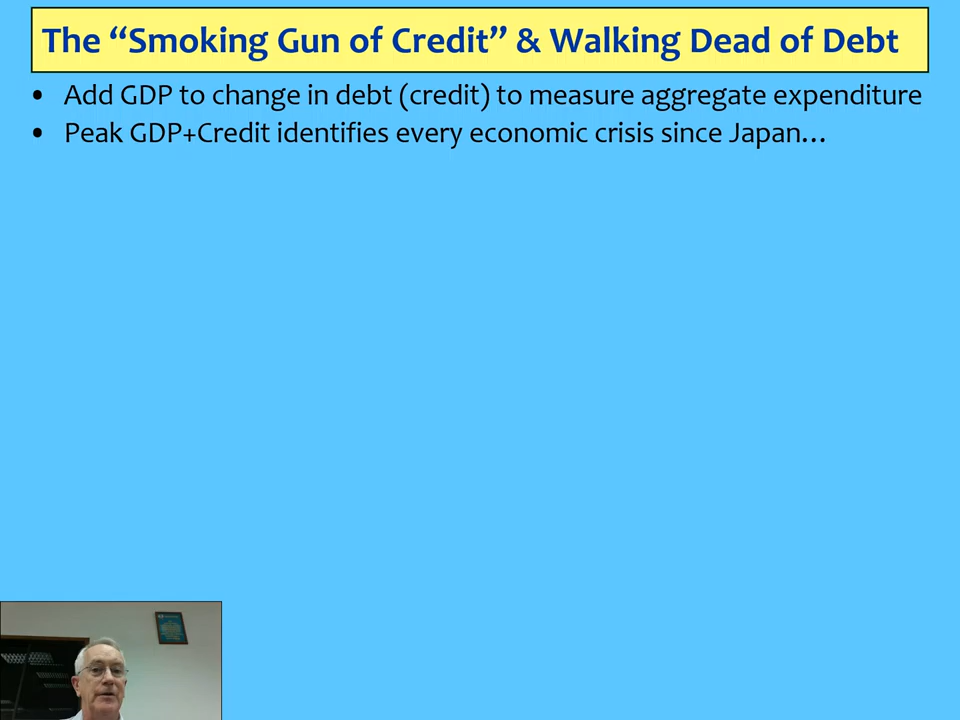 The “Smoking Gun of Credit” & Walking Dead of Debt
• Add GDP to change in debt (credit) to measure aggregate expenditure
• Peak GDP+Credit identifies every economic crisis since Japan…